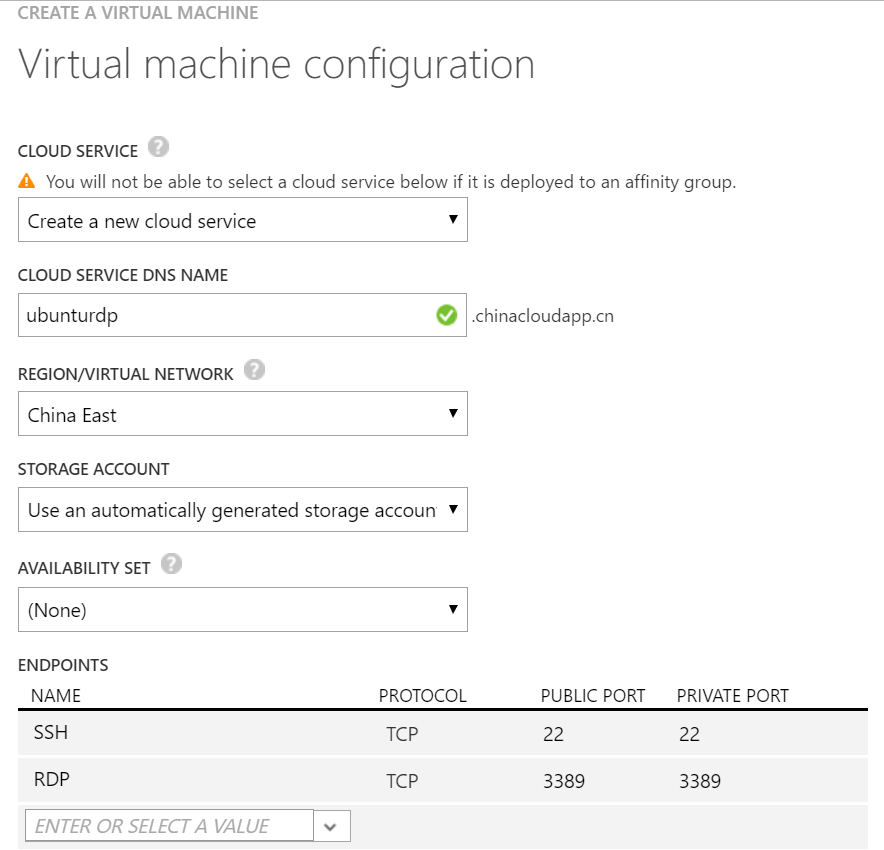 CREATE A VIRTUAL MACHINE
Virtual machine configuration
CLOUD SERVICE ?
You will not be able to select a cloud service below if it is deployed to an affinity group.
Create a new cloud service
CLOUD SERVICE DNS NAME
ubunturdp .chinacloudapp.cn
REGION/VIRTUAL NETWORK ?
China East
STORAGE ACCOUNT
Use an automatically generated storage accoun
AVAILABILITY SET ?
(None)
ENDPOINTS
NAME PROTOCOL PUBLIC PORT PRIVATE PORT
SSH TCP 22 22
RDP TCP 3389 3389
ENTER OR SELECT A VALUE